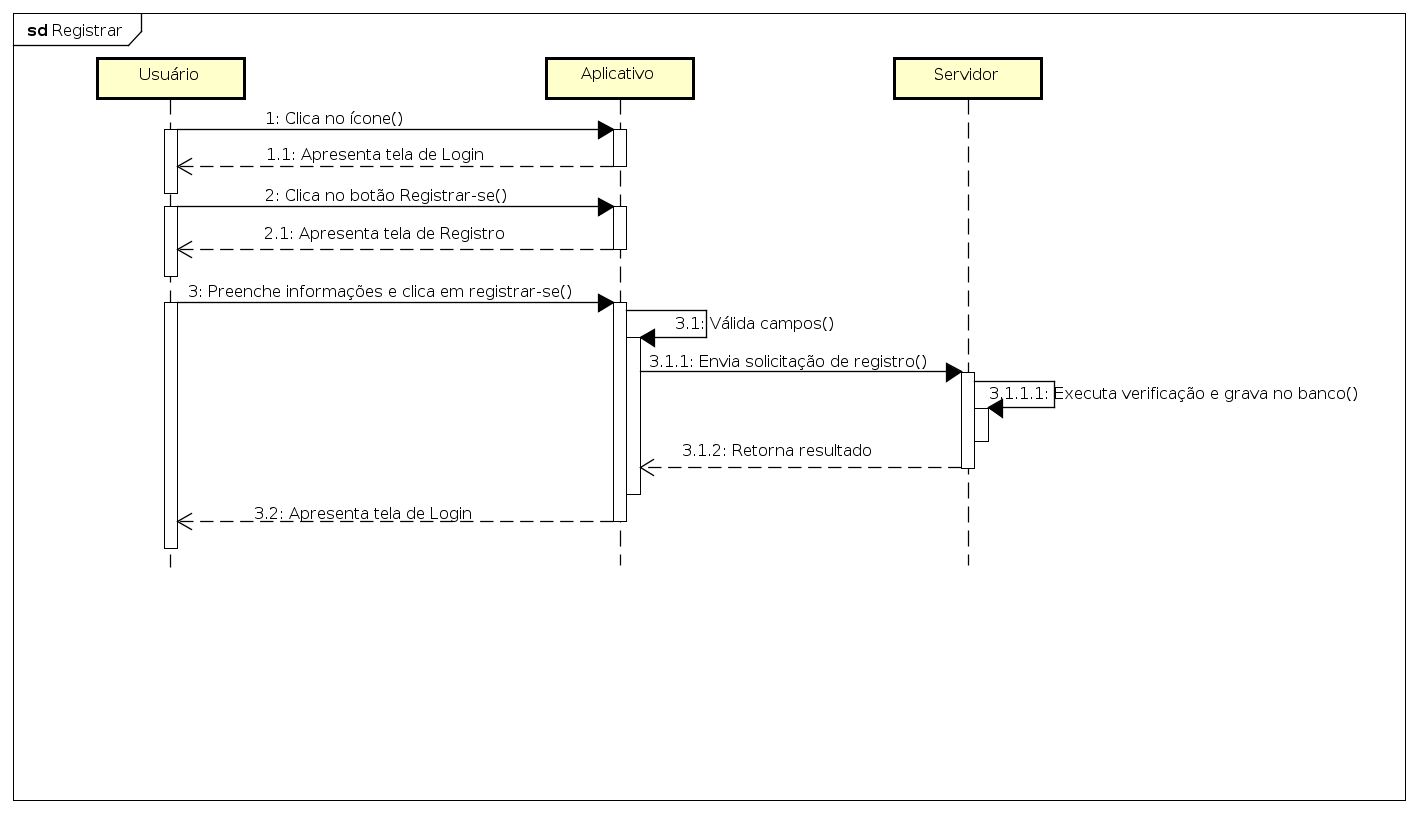 sd Registrar
Usuário
Aplicativo
Servidor
1: Clica no ícone()
1.1: Apresenta tela de Login
2: Clica no botão Registrar-se()
2.1: Apresenta tela de Registro
3: Preenche informações e clica em registrar-se()
3.1: Válida campos()
3.1.1: Envia solicitação de registro()
3.1.1.1: Executa verificação e grava no banco()
3.1.2: Retorna resultado
3.2: Apresenta tela de Login